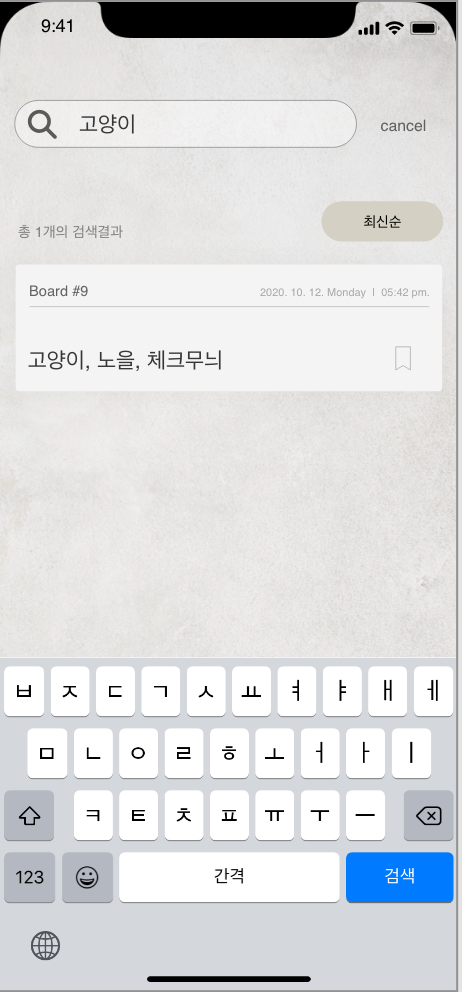 9:41
고양이
cancel
최신순
총 1개의 검색결과
Board #9
2020. 10. 12. Monday | 05:42 pm.
고양이, 노을, 체크무늬
ㅂ ㅈ ㄷ ㄱ ㅅ ㅛ ㅕ ㅑ ㅐ ㅔ
ㅁ ㄴ ㅇ ㄹ ㅎ ㅗ ㅓ ㅏ ㅣ
ㅋ ㅌ ㅊ ㅍ ㅠ ㅜ ㅡ
123 간격 검색